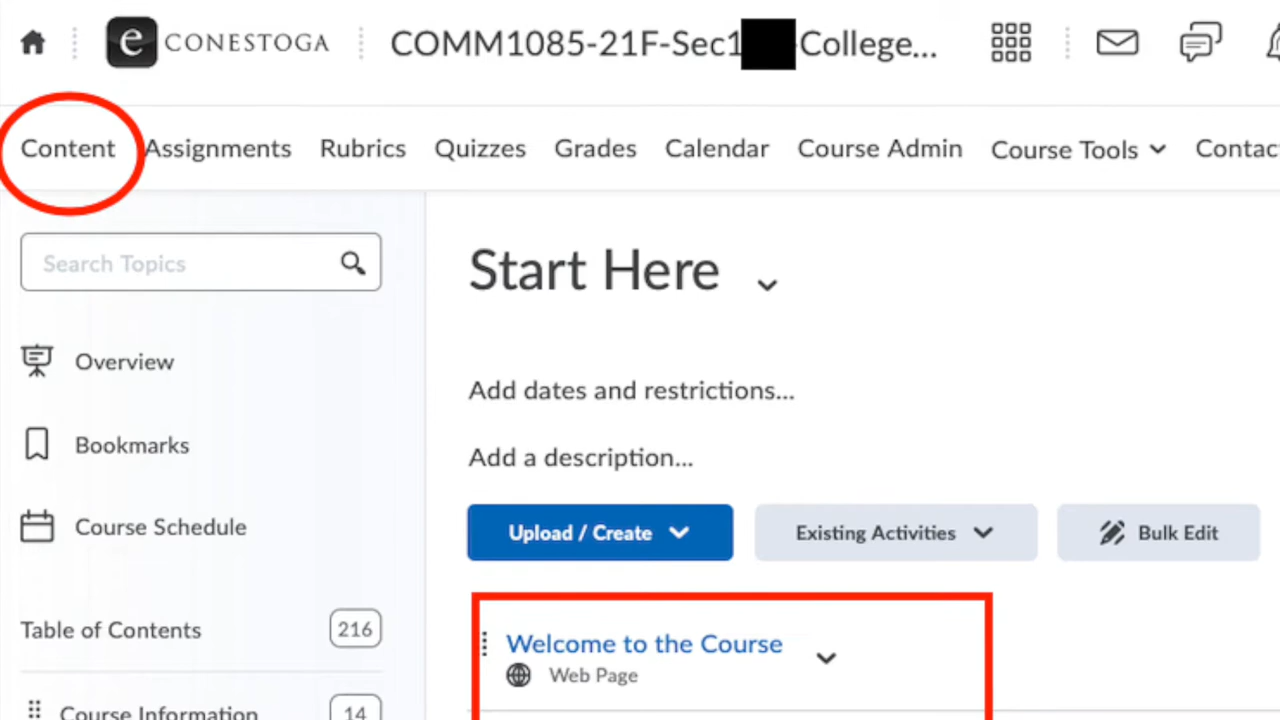 e CONESTOGA COMM1085-21F-Sec1 -College...
Content Assignments Rubrics Quizzes Grades Calendar Course Admin Course Tools Contac
Search Topics
Start Here
Overview
Add dates and restrictions...
Bookmarks
Add a description...
Course Schedule
Upload / Create Existing Activities Bulk Edit
Table of Contents 216
Welcome to the Course
Web Page
Course Information 14